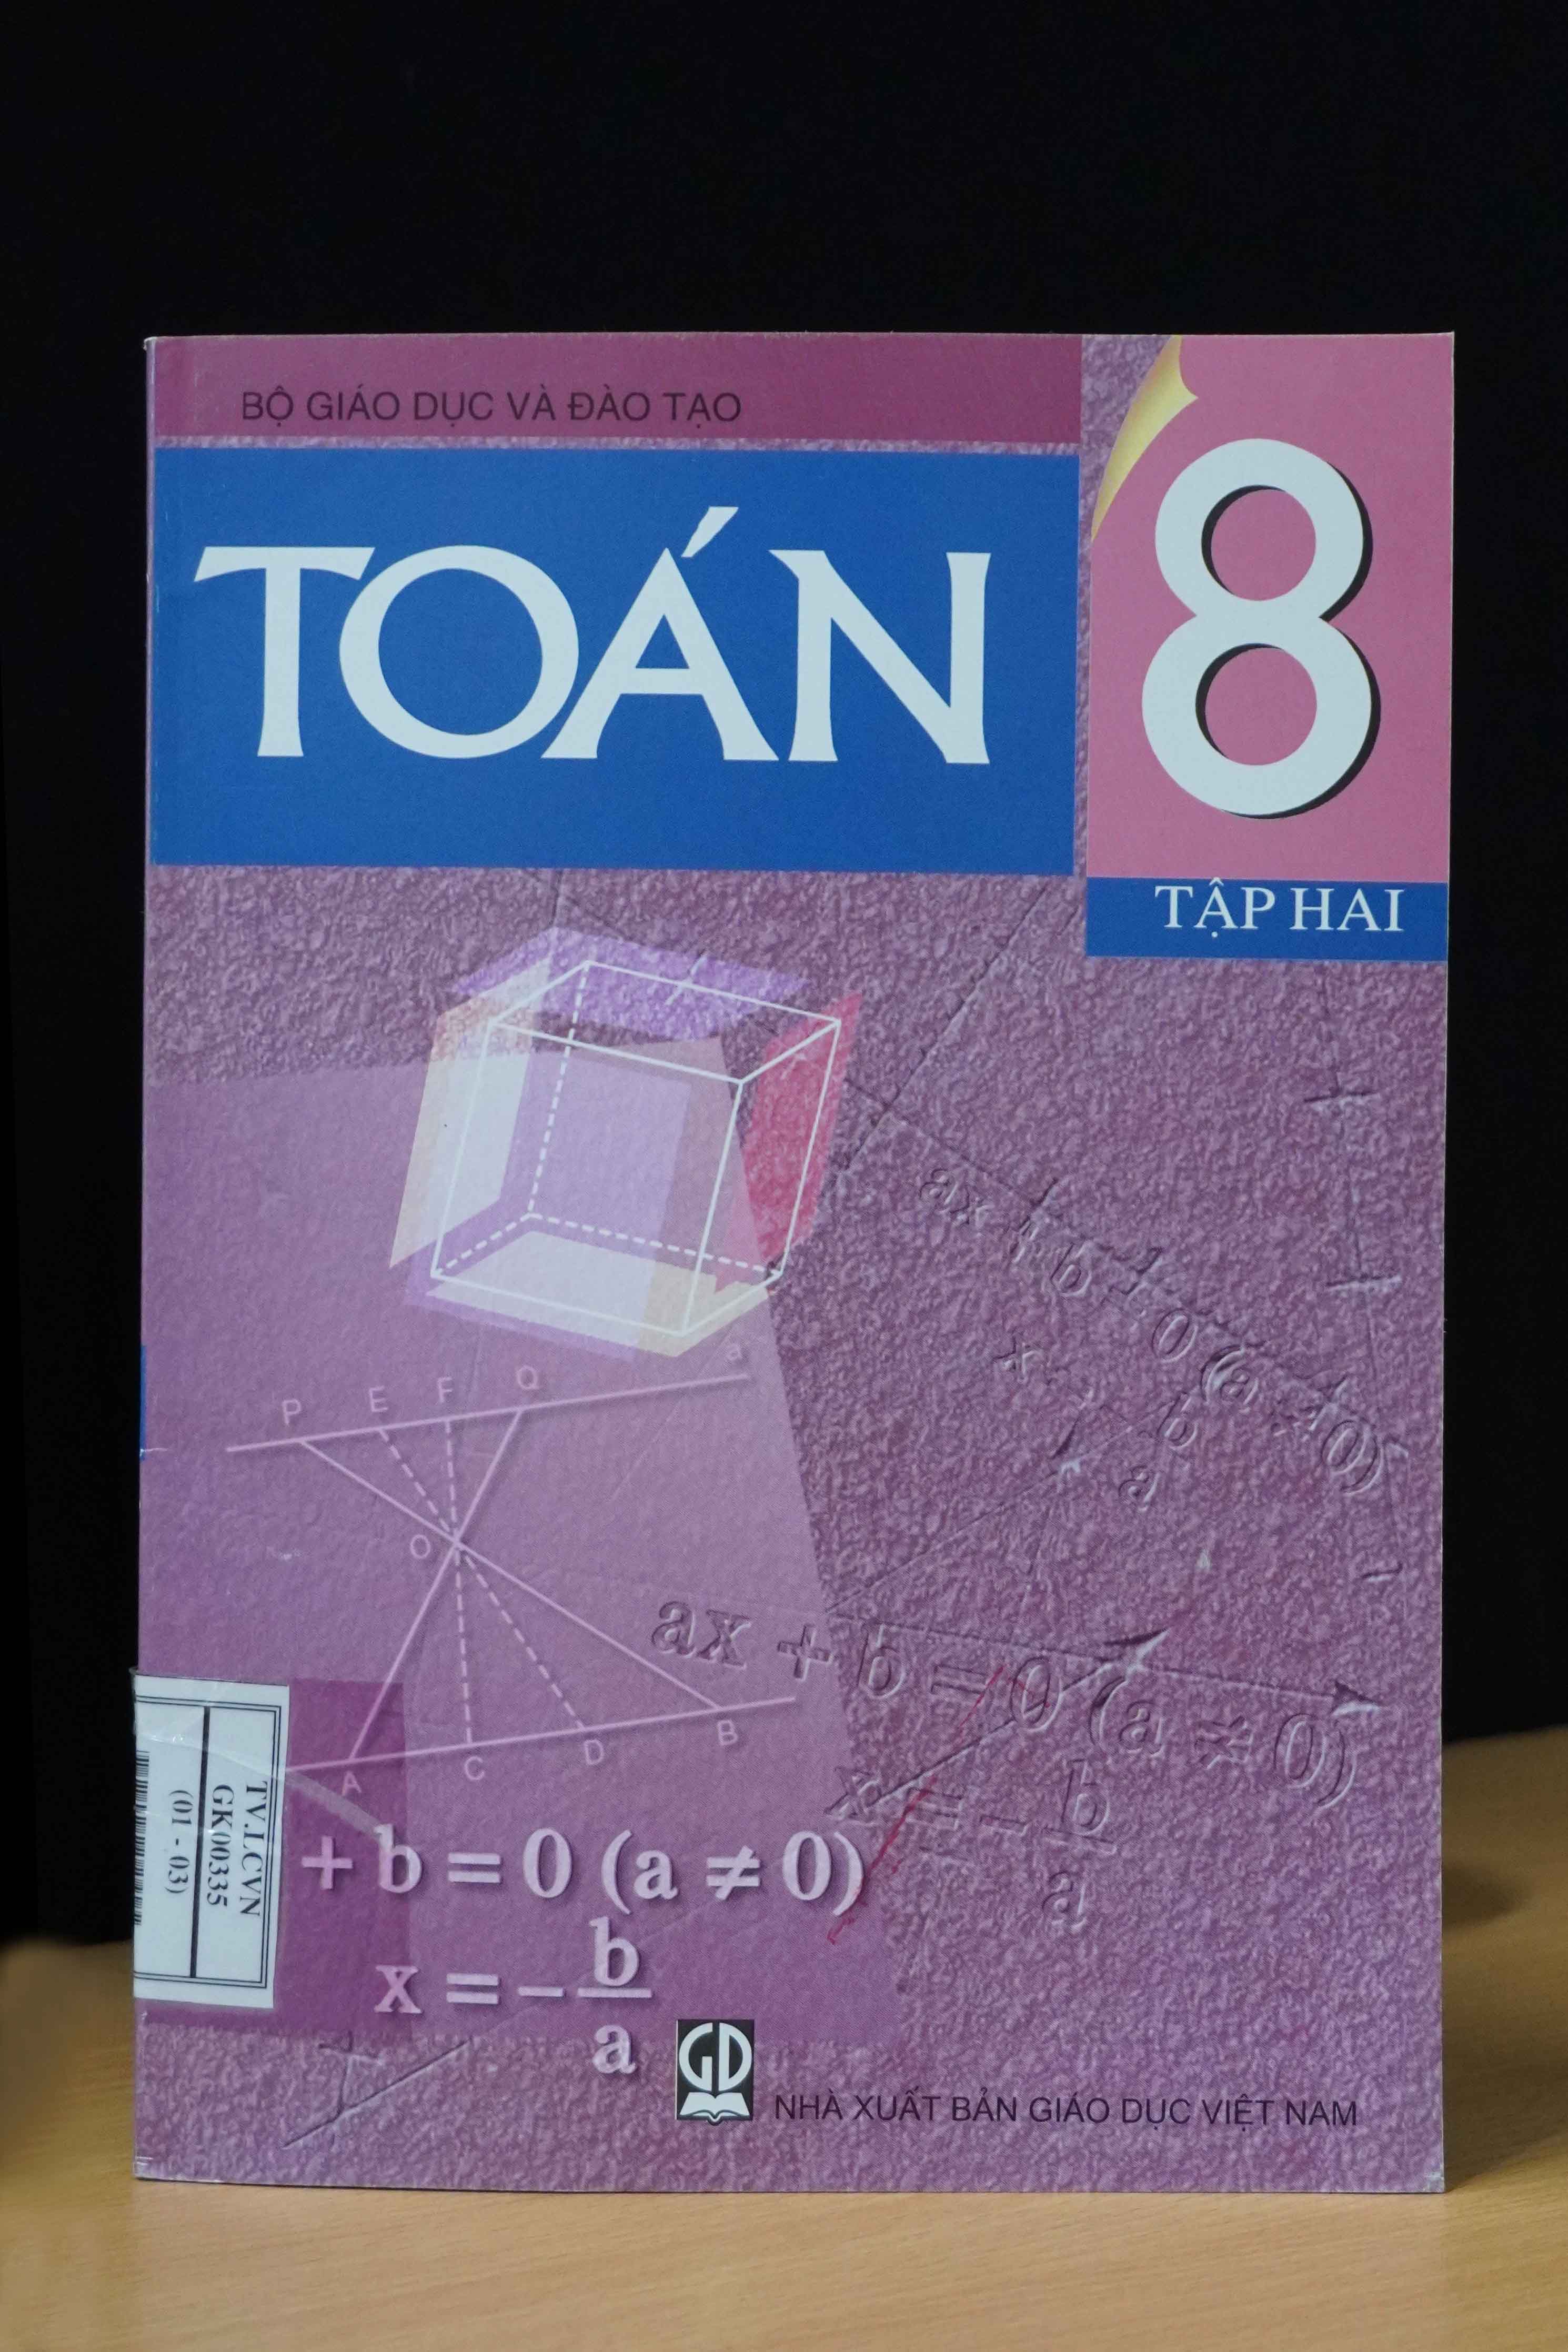 BỘ GIÁO DỤC VÀ ĐÀO TẠO
TOÁN
8
TẬP HAI
ax + b = 0 (a ≠ 0)
x = - b
a
a
P E F Q
O
A C D B
ax + b = 0 (a ≠ 0)
x = - b
a
+ b = 0 (a ≠ 0)
x = - b
a
TV.LCVN
GK00335
(01 - 03)
GD
NHÀ XUẤT BẢN GIÁO DỤC VIỆT NAM